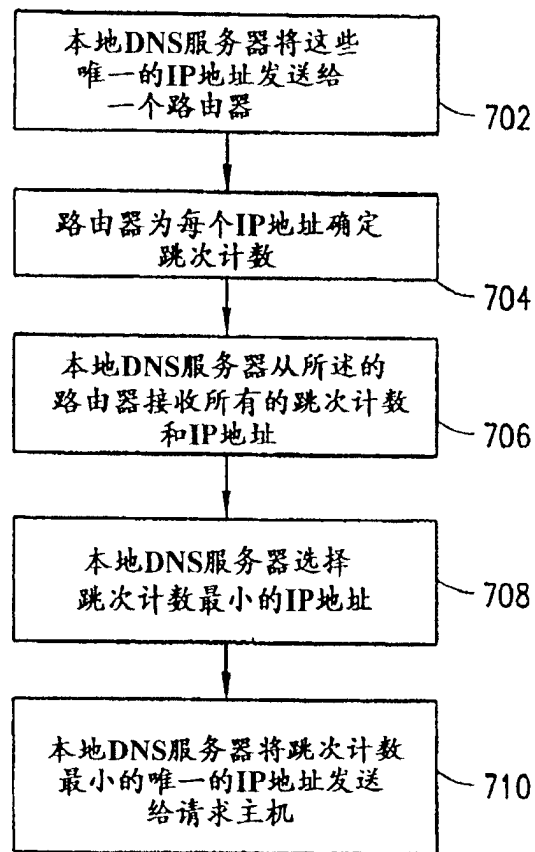 本地DNS服务器将这些
唯一的IP地址发送给
一个路由器
702
路由器为每个IP地址确定
跳次计数
704
本地DNS服务器从所述的
路由器接收所有的跳次计数
和IP地址
706
本地DNS服务器选择
跳次计数最小的IP地址
708
本地DNS服务器将跳次计数
最小的唯一的IP地址发送
给请求主机
710